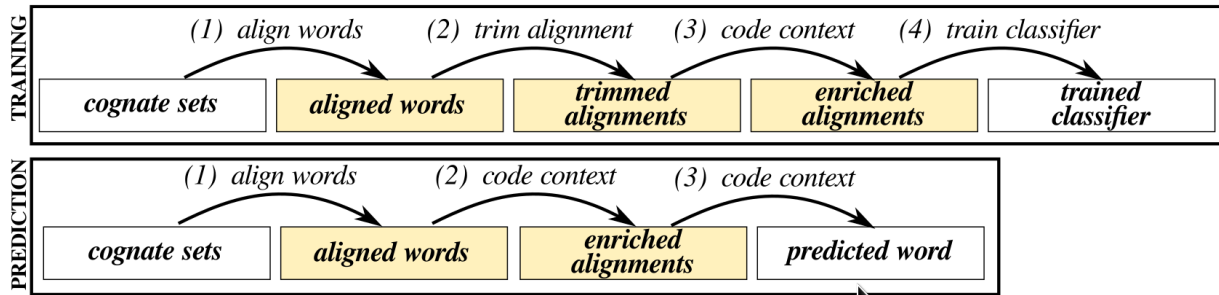 TRAINING
(1) align words (2) trim alignment (3) code context (4) train classifier
cognate sets aligned words trimmed alignments enriched alignments trained classifier
PREDICTION
(1) align words (2) code context (3) code context
cognate sets aligned words enriched alignments predicted word